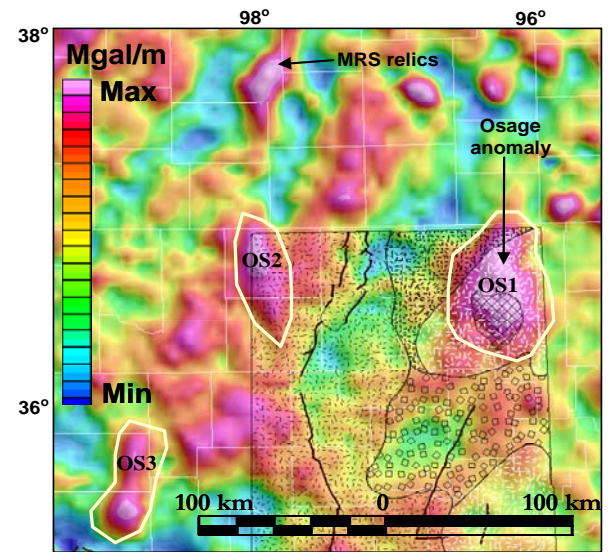 98°
96°
38°
Mgal/m
Max
MRS relics
Osage
anomaly
OS2
OS1
Min
36°
OS3
100 km 0 100 km